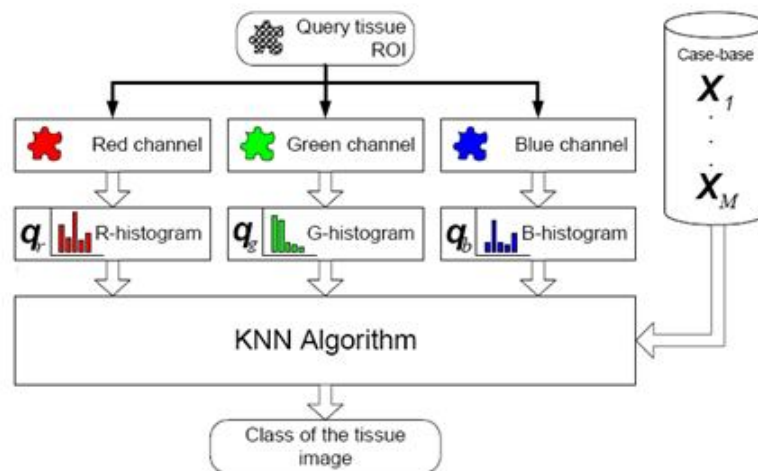 Query tissue
ROI
Case-base
X1
.
.
.
XM
Red channel
Green channel
Blue channel
qr R-histogram
qg G-histogram
qb B-histogram
KNN Algorithm
Class of the tissue
image